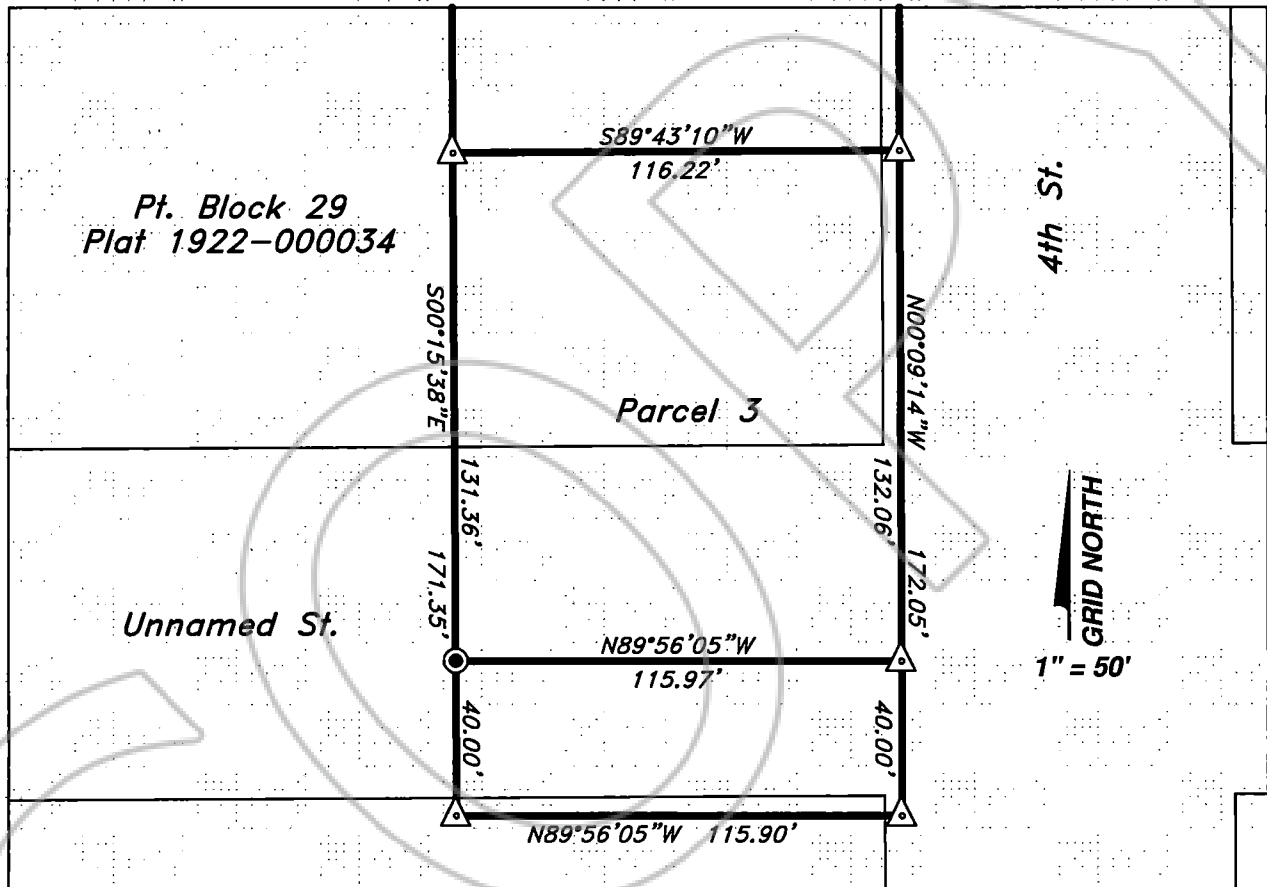 S89°43'10"W
116.22'
4th St.
Pt. Block 29
Plat 1922-000034
S00°15'38"E
N00°09'14"W
Parcel 3
131.36'
132.06'
171.35'
172.05'
GRID NORTH
1" = 50'
Unnamed St.
N89°56'05"W
115.97'
40.00'
40.00'
N89°56'05"W 115.90'
COP